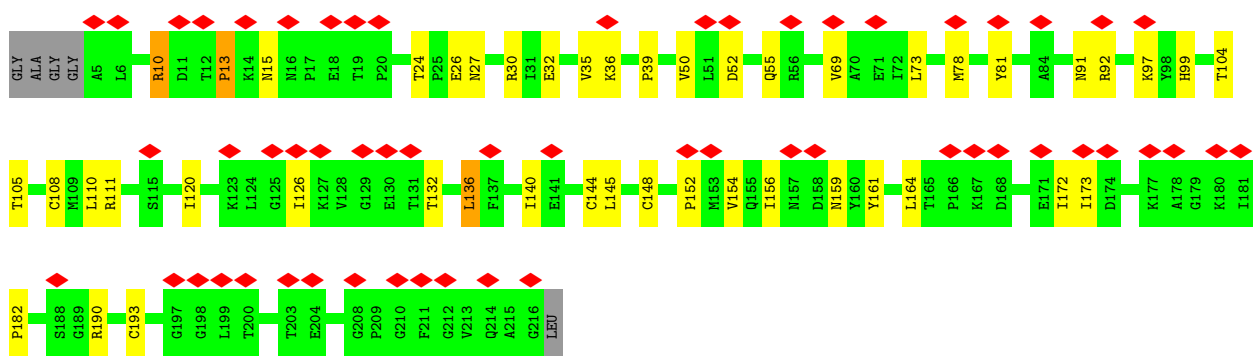 GLY ALA GLY GLY A5 L6 R10 D11 T12 P13 K14 N15 N16 P17 E18 T19 P20 T24 P25 E26 N27 R30 I31 E32 V35 K36 P39 V50 L51 D52 Q55 R56 V69 A70 E71 I72 L73 M78 Y81 A84 N91 R92 K97 Y98 H99 T104
T105 C108 M109 L110 R111 S115 I120 K123 L124 G125 I126 K127 V128 G129 E130 T131 T132 L136 F137 I140 E141 C144 L145 C148 P152 M153 V154 Q155 I156 N157 D158 N159 Y160 Y161 L164 T165 P166 K167 D168 E171 I172 I173 D174 K177 A178 G179 K180 I181
P182 S188 G189 R190 C193 G197 G198 L199 T200 T203 E204 G208 P209 G210 F211 G212 V213 Q214 A215 G216 LEU